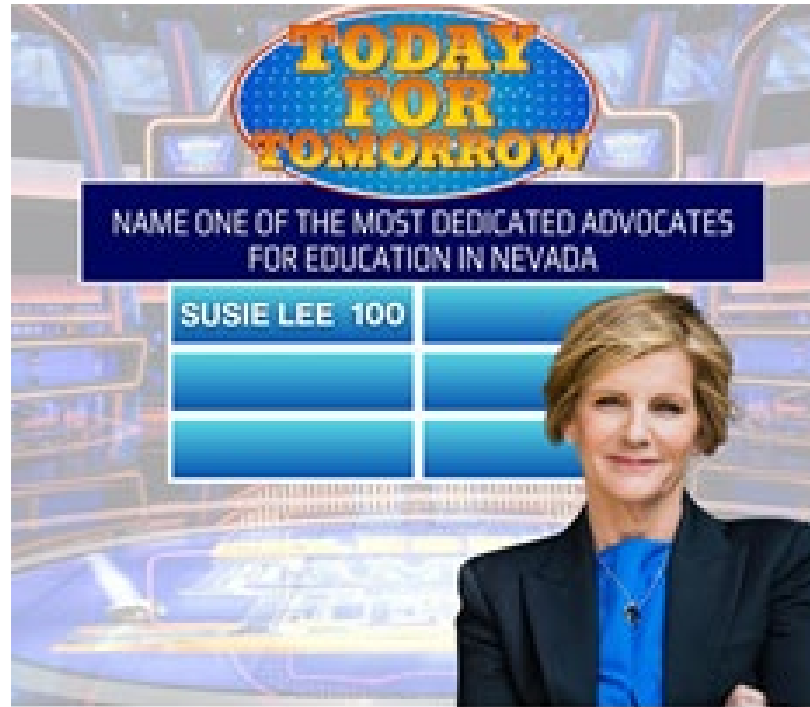 TODAY
FOR
TOMORROW
NAME ONE OF THE MOST DEDICATED ADVOCATES
FOR EDUCATION IN NEVADA
SUSIE LEE 100